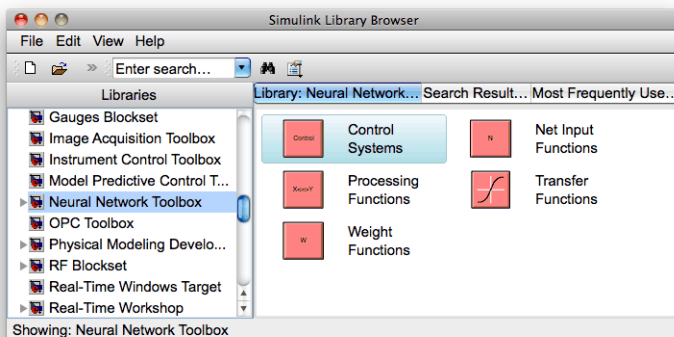 Simulink Library Browser
File Edit View Help
» Enter search...
Libraries
Library: Neural Network... Search Result... Most Frequently Use...
Gauges Blockset
Image Acquisition Toolbox
Instrument Control Toolbox
Model Predictive Control T...
Neural Network Toolbox
OPC Toolbox
Physical Modeling Develo...
RF Blockset
Real-Time Windows Target
Real-Time Workshop
Control
Control
Systems
N
Net Input
Functions
Processing
Functions
Transfer
Functions
W
Weight
Functions
Showing: Neural Network Toolbox